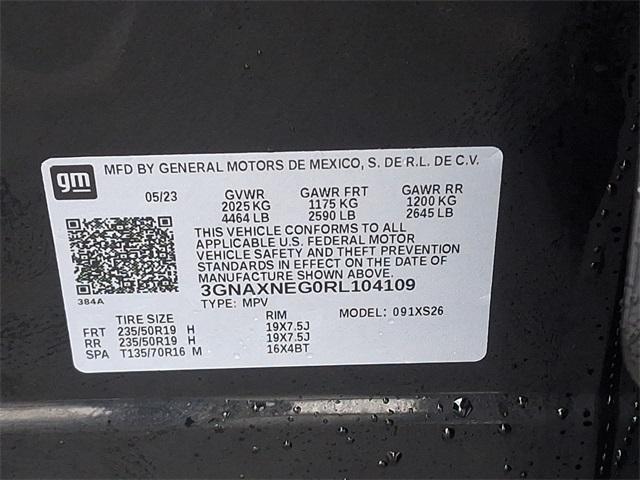 gm
MFD BY GENERAL MOTORS DE MEXICO, S. DE R.L. DE C.V.
05/23 GVWR GAWR FRT GAWR RR
2025 KG 1175 KG 1200 KG
4464 LB 2590 LB 2645 LB
THIS VEHICLE CONFORMS TO ALL
APPLICABLE U.S. FEDERAL MOTOR
VEHICLE SAFETY AND THEFT PREVENTION
STANDARDS IN EFFECT ON THE DATE OF
MANUFACTURE SHOWN ABOVE.
3GNAXNEG0RL104109
384A
TYPE: MPV MODEL: 091XS26
TIRE SIZE RIM
FRT 235/50R19 H 19X7.5J
RR 235/50R19 H 19X7.5J
SPA T135/70R16 M 16X4BT